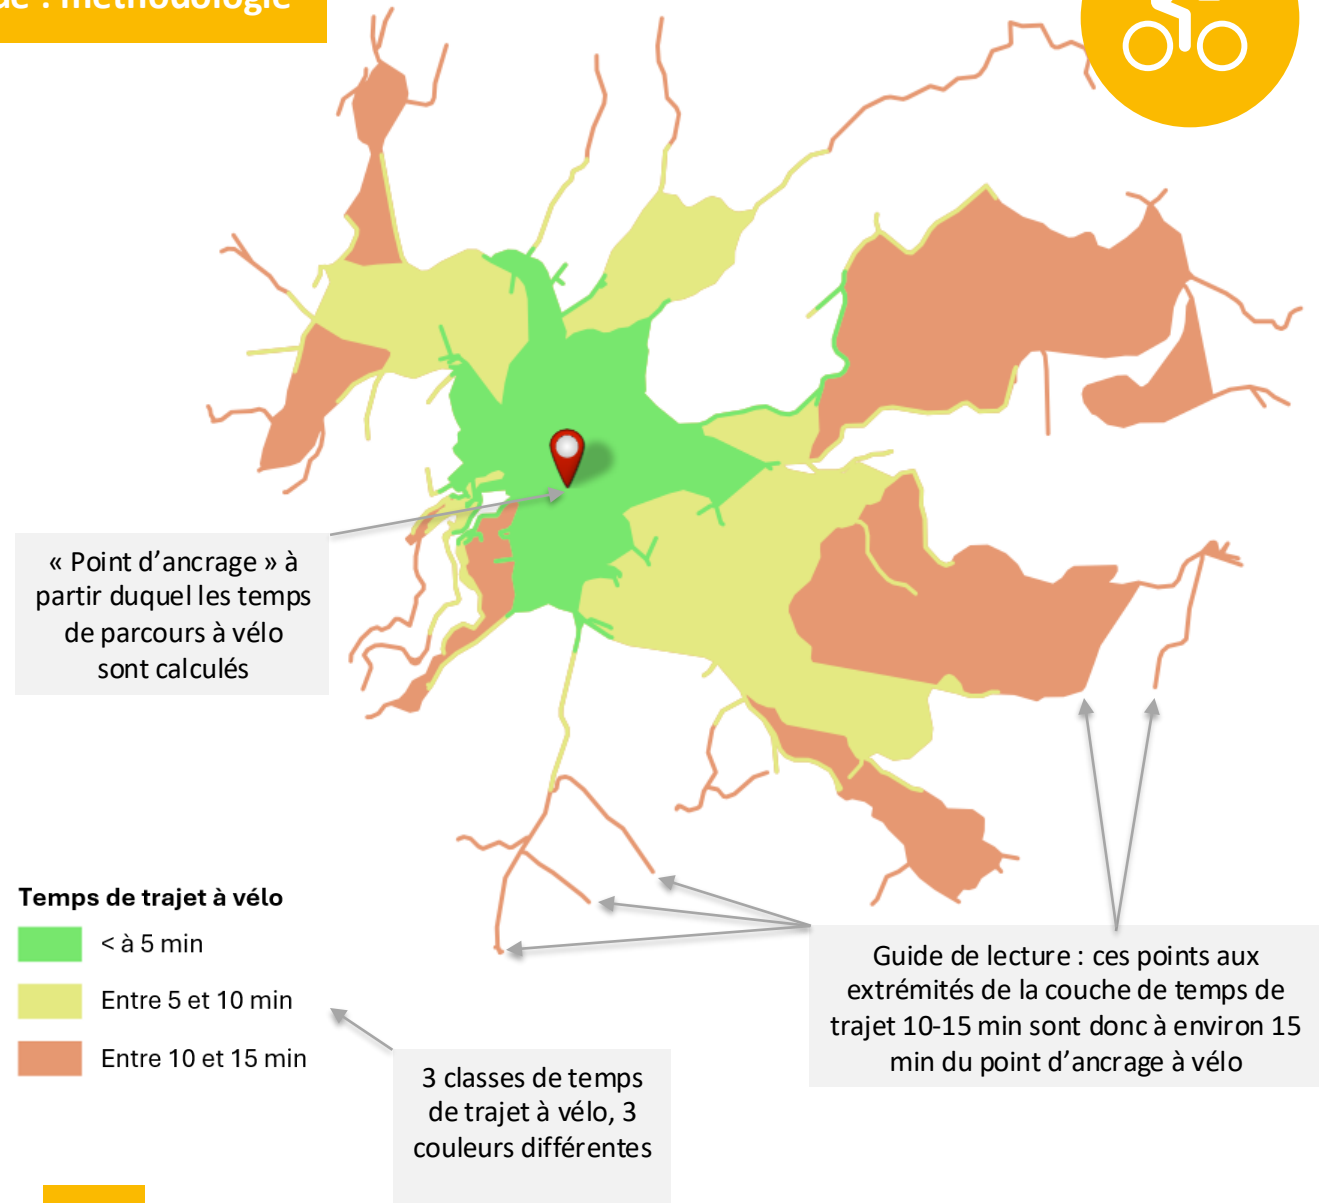 : méthodologie
« Point d’ancrage » à
partir duquel les temps
de parcours à vélo
sont calculés
Temps de trajet à vélo
< à 5 min
Entre 5 et 10 min
Entre 10 et 15 min
3 classes de temps
de trajet à vélo, 3
couleurs différentes
Guide de lecture : ces points aux
extrémités de la couche de temps de
trajet 10-15 min sont donc à environ 15
min du point d’ancrage à vélo